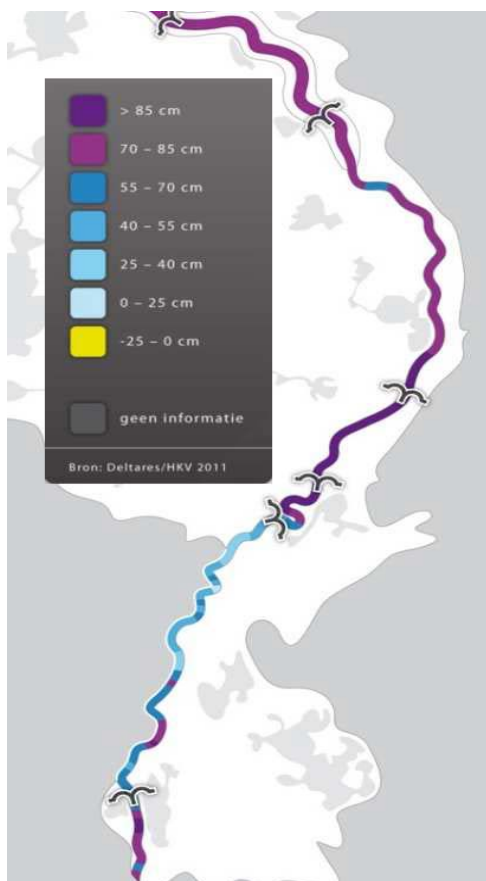 > 85 cm
70 – 85 cm
55 – 70 cm
40 – 55 cm
25 – 40 cm
0 – 25 cm
-25 – 0 cm
geen informatie
Bron: Deltares/HKV 2011